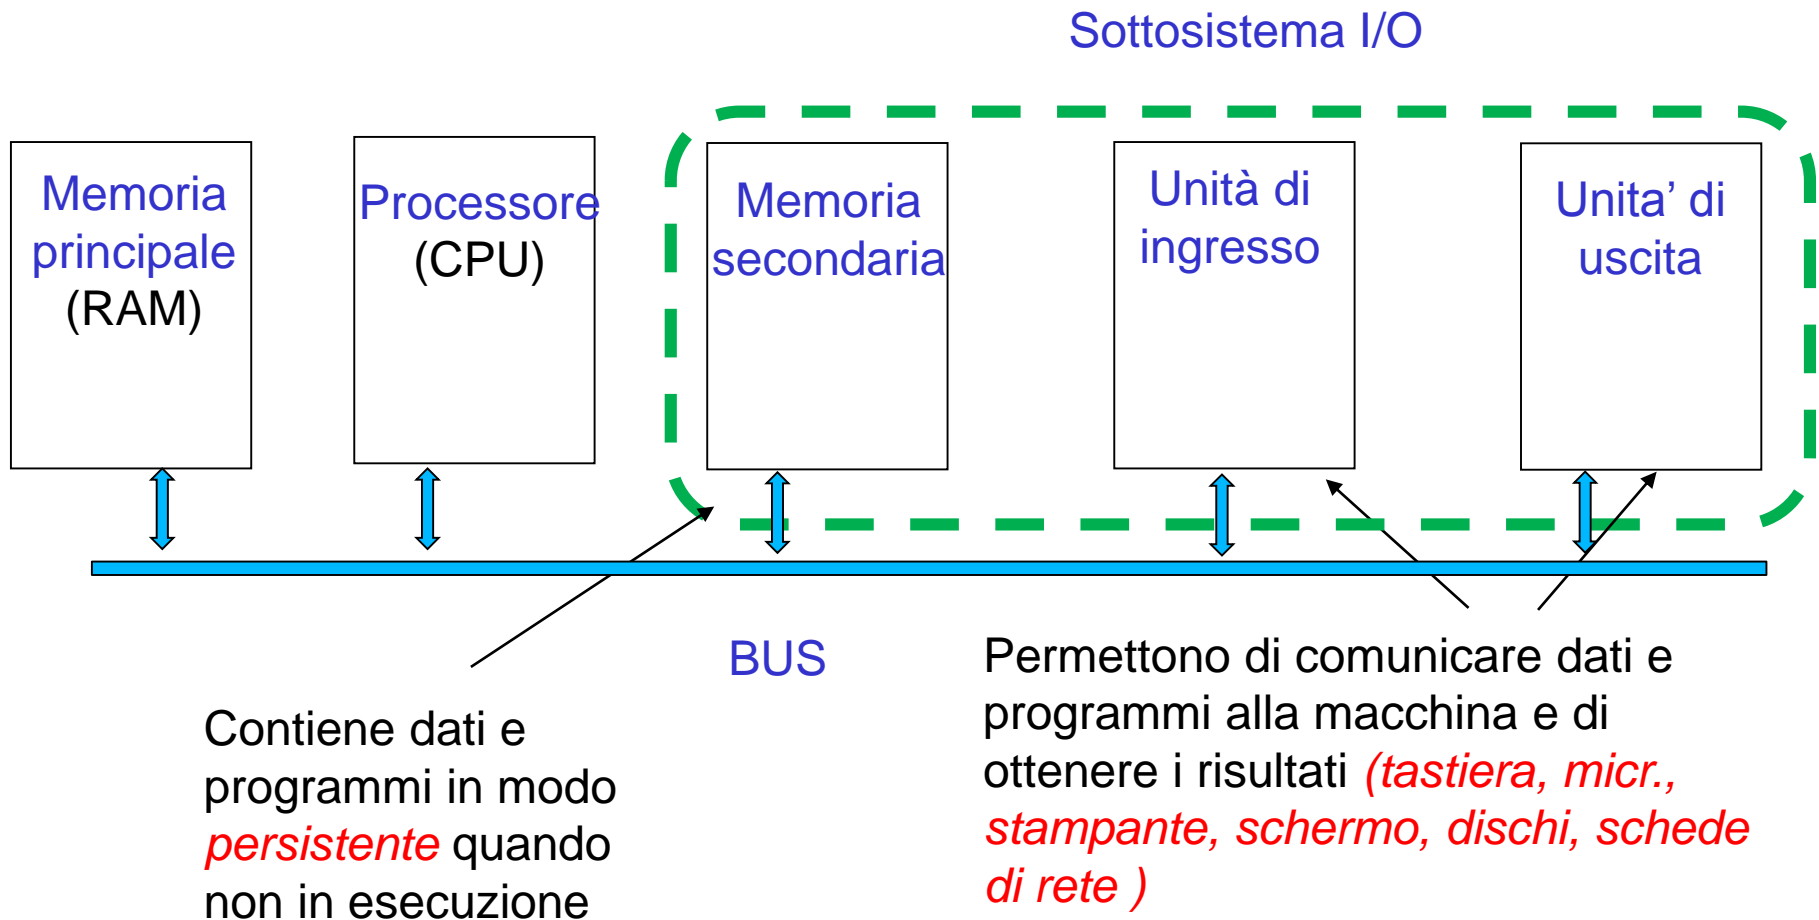 Sottosistema I/O
Memoria
principale
(RAM)
Processore
(CPU)
Memoria
secondaria
Unità di
ingresso
Unita’ di
uscita
BUS
Contiene dati e
programmi in modo
persistente quando
non in esecuzione
Permettono di comunicare dati e
programmi alla macchina e di
ottenere i risultati (tastiera, micr.,
stampante, schermo, dischi, schede
di rete )